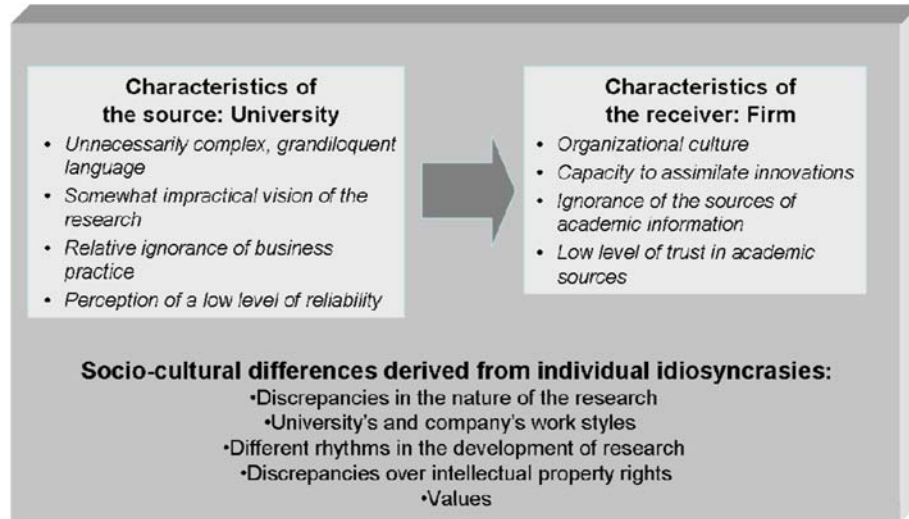 Characteristics of
the source: University
• Unnecessarily complex, grandiloquent
language
• Somewhat impractical vision of the
research
• Relative ignorance of business
practice
• Perception of a low level of reliability
Characteristics of
the receiver: Firm
• Organizational culture
• Capacity to assimilate innovations
• Ignorance of the sources of
academic information
• Low level of trust in academic
sources
Socio-cultural differences derived from individual idiosyncrasies:
•Discrepancies in the nature of the research
•University's and company's work styles
•Different rhythms in the development of research
•Discrepancies over intellectual property rights
•Values